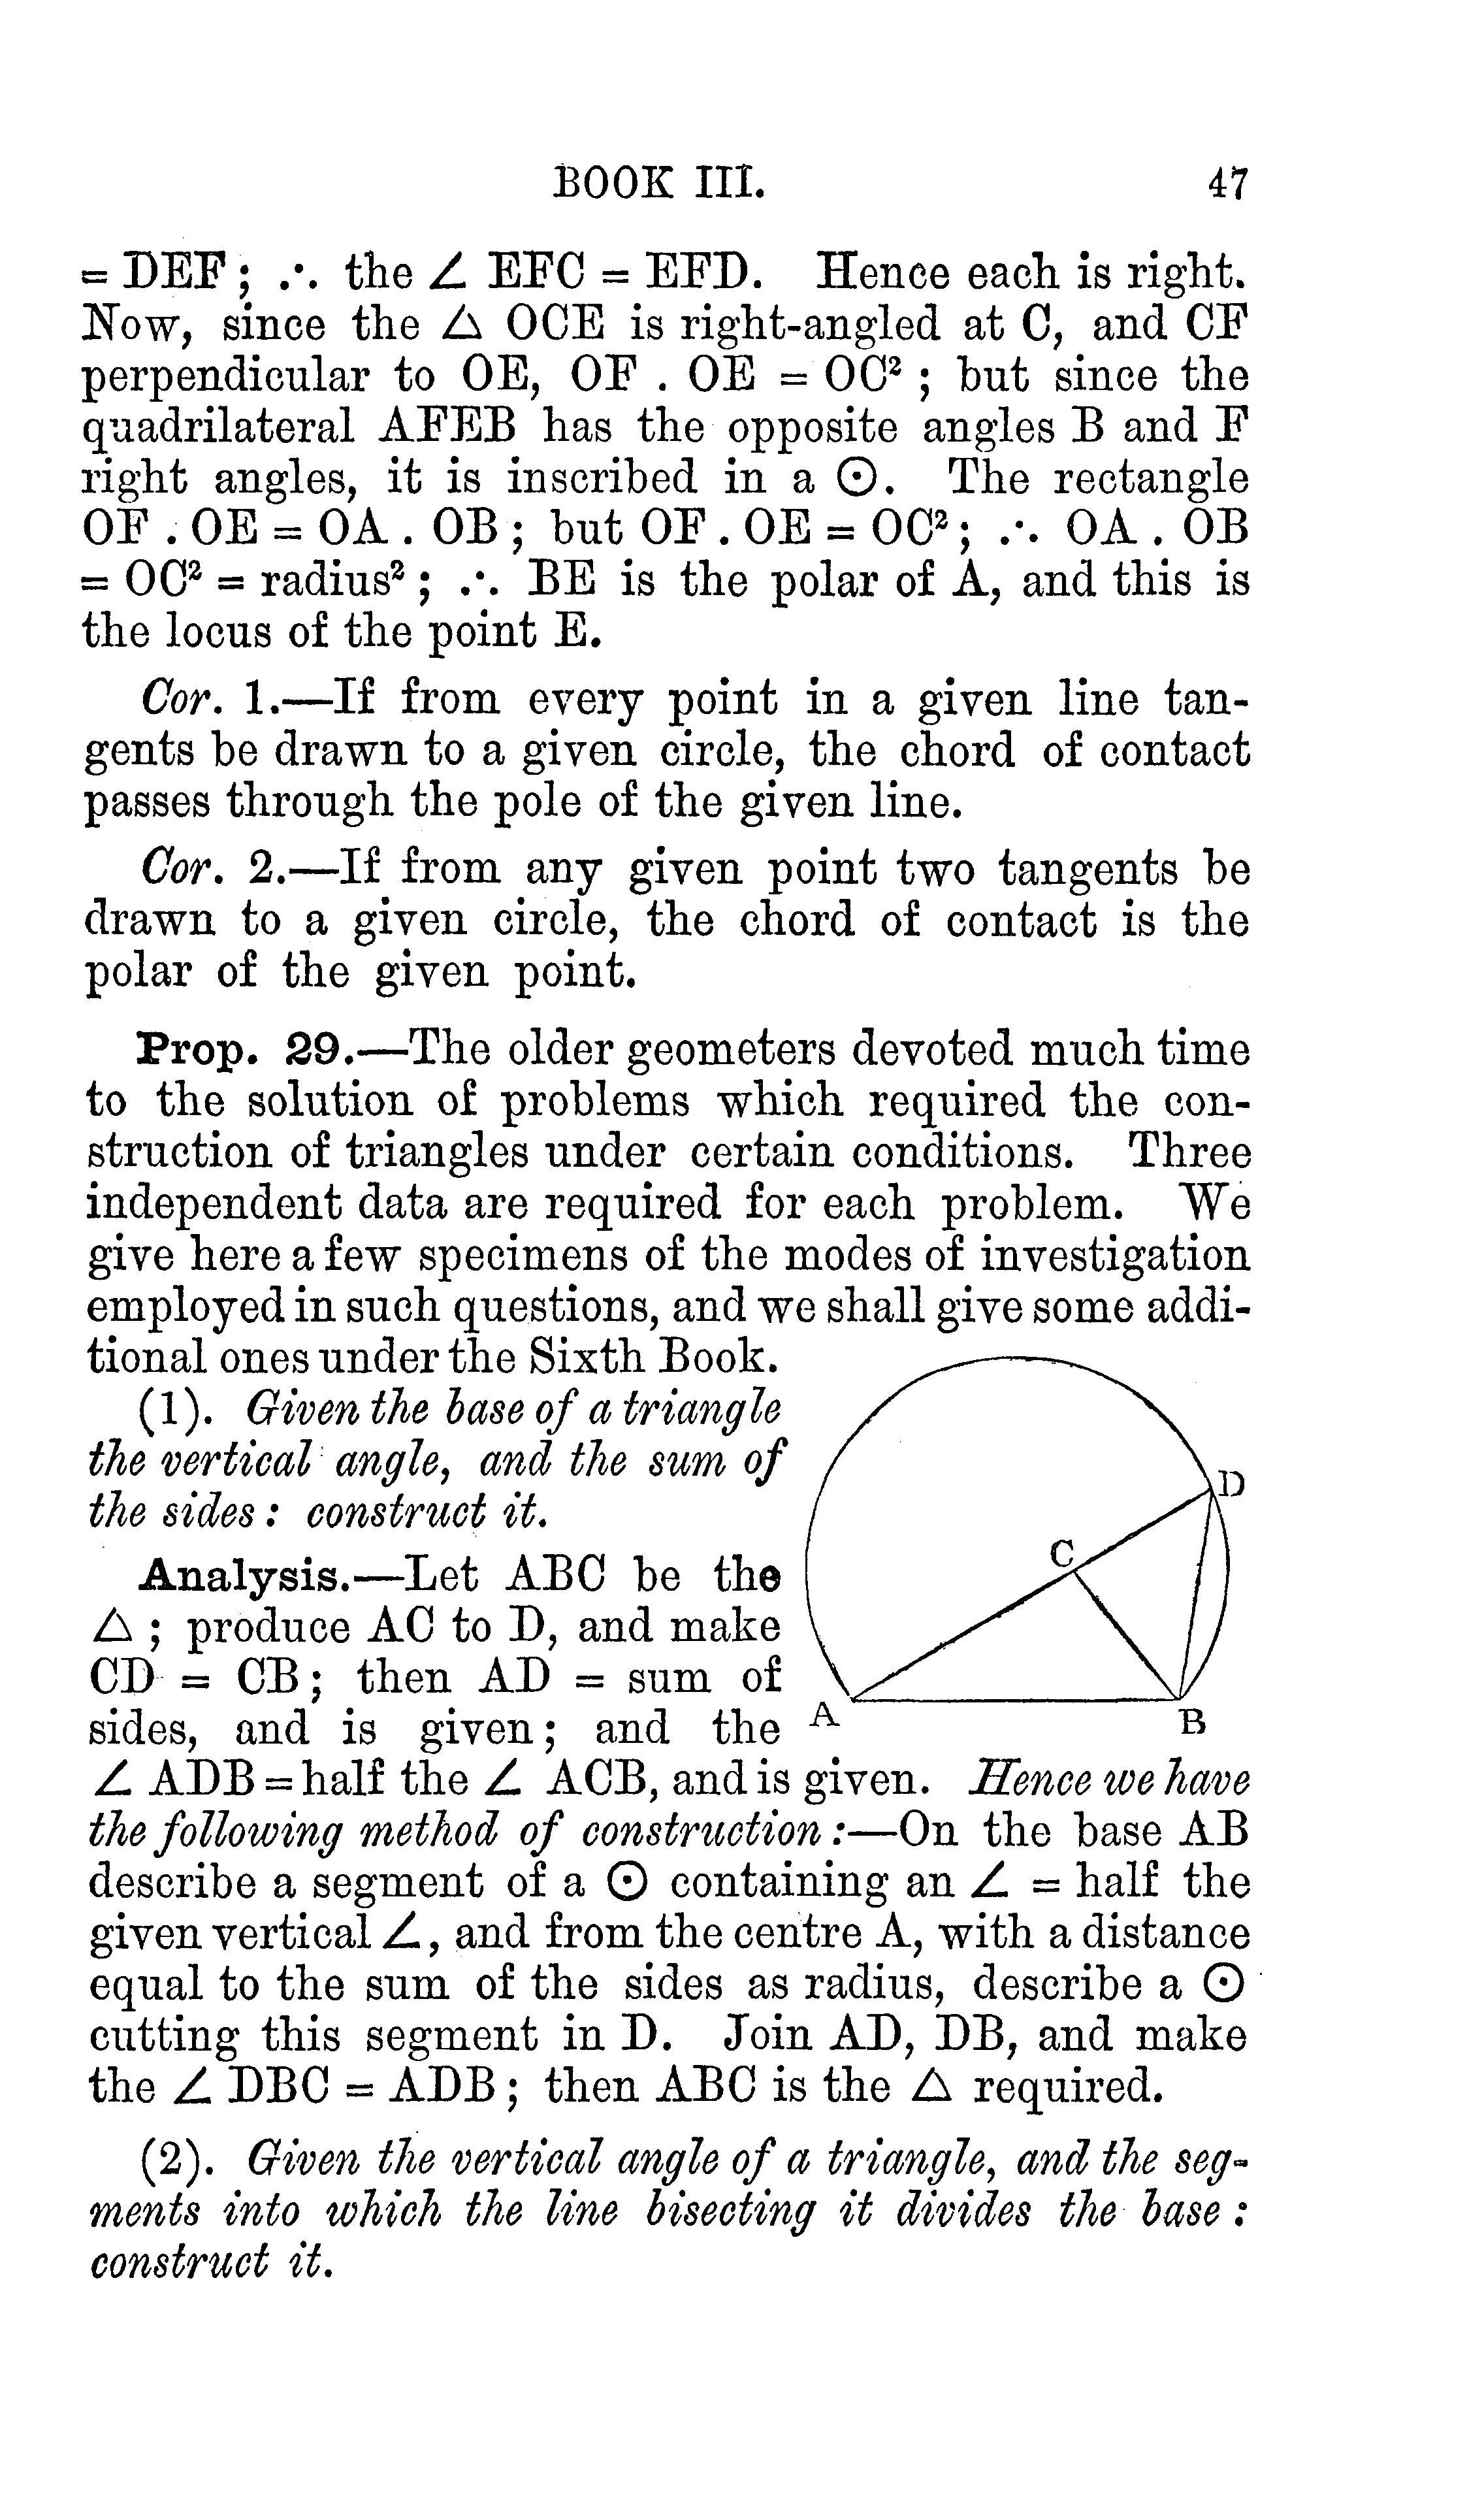 BOOK III. 47
= DEF; ∴ the ∠ EFC = EFD. Hence each is right.
Now, since the △ OCE is right-angled at C, and CF
perpendicular to OE, OF . OE = OC²; but since the
quadrilateral AFEB has the opposite angles B and F
right angles, it is inscribed in a ⊙. The rectangle
OF . OE = OA . OB; but OF . OE = OC²; ∴ OA . OB
= OC² = radius²; ∴ BE is the polar of A, and this is
the locus of the point E.
Cor. 1.—If from every point in a given line tan-
gents be drawn to a given circle, the chord of contact
passes through the pole of the given line.
Cor. 2.—If from any given point two tangents be
drawn to a given circle, the chord of contact is the
polar of the given point.
Prop. 29.—The older geometers devoted much time
to the solution of problems which required the con-
struction of triangles under certain conditions. Three
independent data are required for each problem. We
give here a few specimens of the modes of investigation
employed in such questions, and we shall give some addi-
tional ones under the Sixth Book.
(1). Given the base of a triangle
the vertical angle, and the sum of
the sides: construct it.
Analysis.—Let ABC be the
△; produce AC to D, and make
CD = CB; then AD = sum of
sides, and is given; and the
∠ ADB = half the ∠ ACB, and is given. Hence we have
the following method of construction:—On the base AB
describe a segment of a ⊙ containing an ∠ = half the
given vertical ∠, and from the centre A, with a distance
equal to the sum of the sides as radius, describe a ⊙
cutting this segment in D. Join AD, DB, and make
the ∠ DBC = ADB; then ABC is the △ required.
(2). Given the vertical angle of a triangle, and the seg-
ments into which the line bisecting it divides the base:
construct it.
D
C
A
B